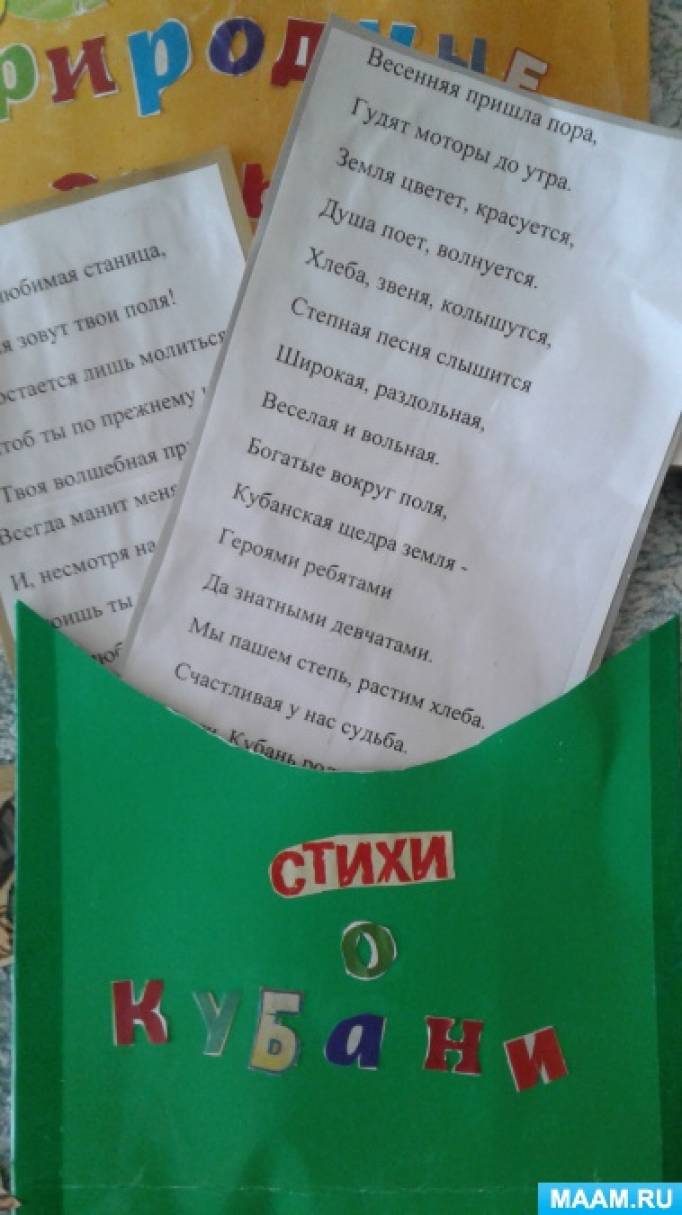 природные
Весенняя пришла пора,
Гудят моторы до утра.
Земля цветет, красуется,
Душа поет, волнуется.
Хлеба, звеня, колышутся,
Степная песня слышится
Широкая, раздольная,
Веселая и вольная.
Богатые вокруг поля,
Кубанская щедра земля -
Героями ребятами
Да знатными девчатами.
Мы пашем степь, растим хлеба.
Счастливая у нас судьба.
Кубань
любимая станица,
зовут твои поля!
остается лишь молиться
чтоб ты по прежнему
Твоя волшебная
Всегда манит меня
И, несмотря на
ты
СТИХИ
О
КУБаНИ
MAAM.RU